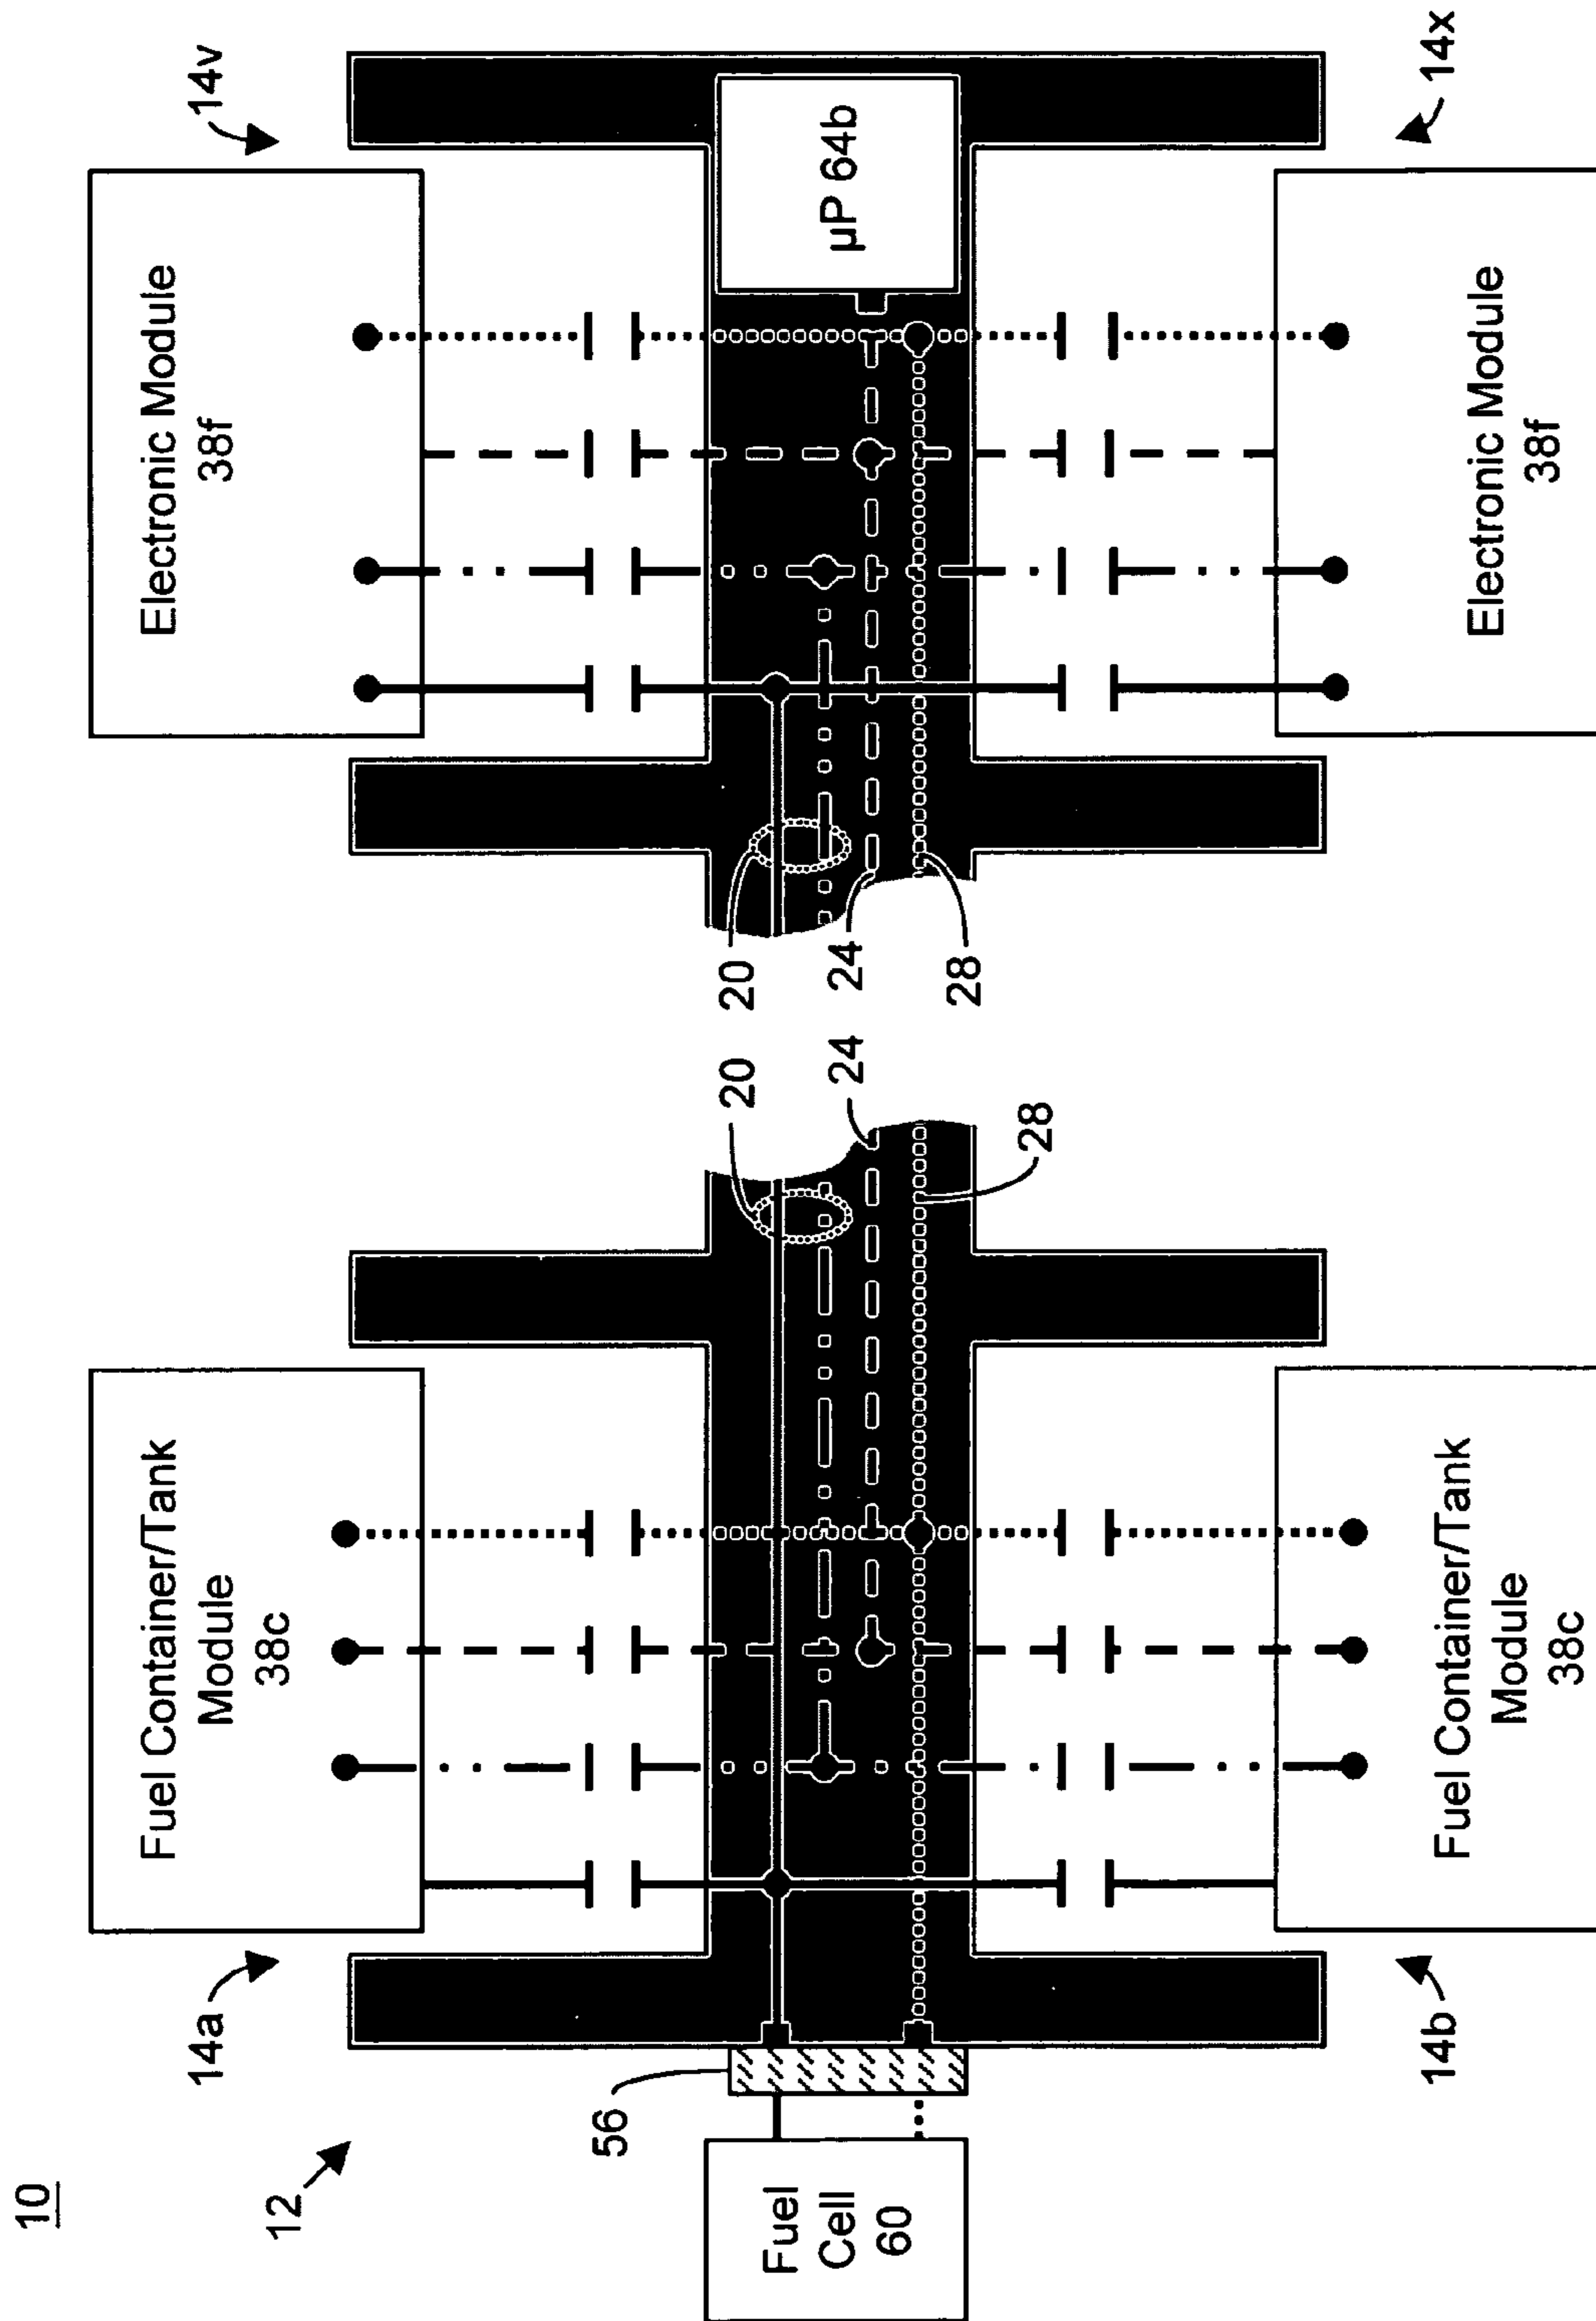 10
12
14a
14v
Fuel Container/Tank
Module
38c
Electronic Module
38f
56
20
20
24
24
28
28
Fuel
Cell
60
µP 64b
14b
14x
Fuel Container/Tank
Module
38c
Electronic Module
38f